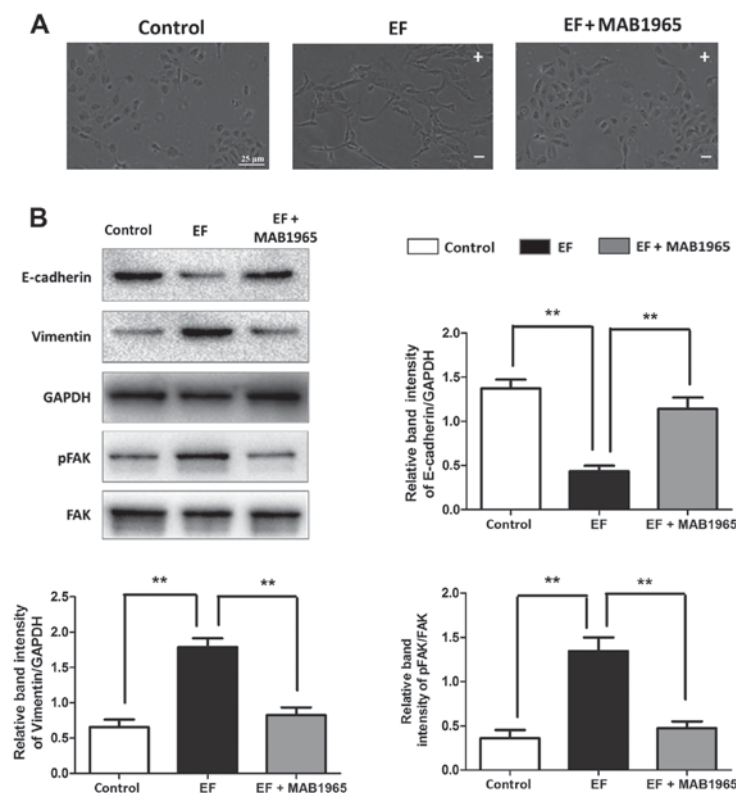 A
Control
EF
EF + MAB1965
+
+
25 μm
–
–
B
Control
EF
EF +
MAB1965
E-cadherin
Vimentin
GAPDH
pFAK
FAK
Control
EF
EF + MAB1965
Relative band intensity
of E-cadherin/GAPDH
2.0
1.5
1.0
0.5
0.0
**
**
Control
EF
EF + MAB1965
Relative band intensity
of Vimentin/GAPDH
2.5
2.0
1.5
1.0
0.5
0.0
**
**
Control
EF
EF + MAB1965
Relative band
intensity of pFAK/FAK
2.0
1.5
1.0
0.5
0.0
**
**
Control
EF
EF + MAB1965